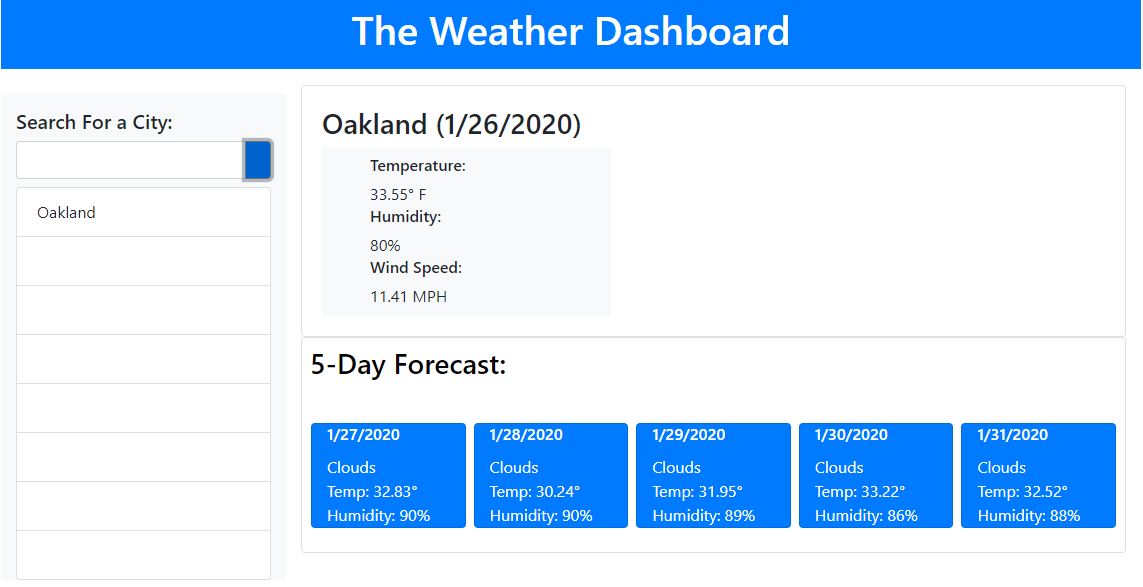 The Weather Dashboard
Search For a City:
Oakland
Oakland (1/26/2020)
Temperature:
33.55° F
Humidity:
80%
Wind Speed:
11.41 MPH
5-Day Forecast:
1/27/2020
Clouds
Temp: 32.83°
Humidity: 90%
1/28/2020
Clouds
Temp: 30.24°
Humidity: 90%
1/29/2020
Clouds
Temp: 31.95°
Humidity: 89%
1/30/2020
Clouds
Temp: 33.22°
Humidity: 86%
1/31/2020
Clouds
Temp: 32.52°
Humidity: 88%